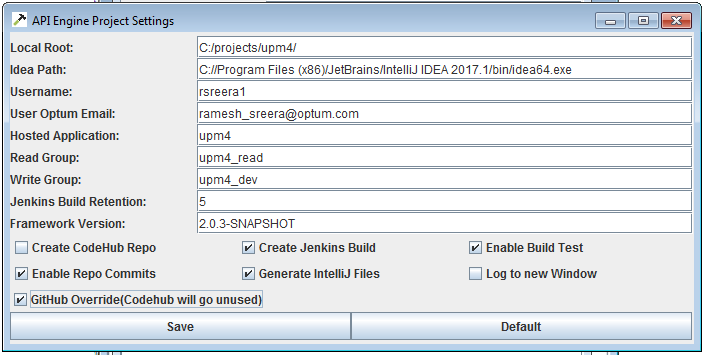 API Engine Project Settings
Local Root: C:/projects/upm4/
Idea Path: C://Program Files (x86)/JetBrains/IntelliJ IDEA 2017.1/bin/idea64.exe
Username: rsreera1
User Optum Email: ramesh_sreera@optum.com
Hosted Application: upm4
Read Group: upm4_read
Write Group: upm4_dev
Jenkins Build Retention: 5
Framework Version: 2.0.3-SNAPSHOT
Create CodeHub Repo Create Jenkins Build Enable Build Test
Enable Repo Commits Generate IntelliJ Files Log to new Window
GitHub Override(Codehub will go unused)
Save Default